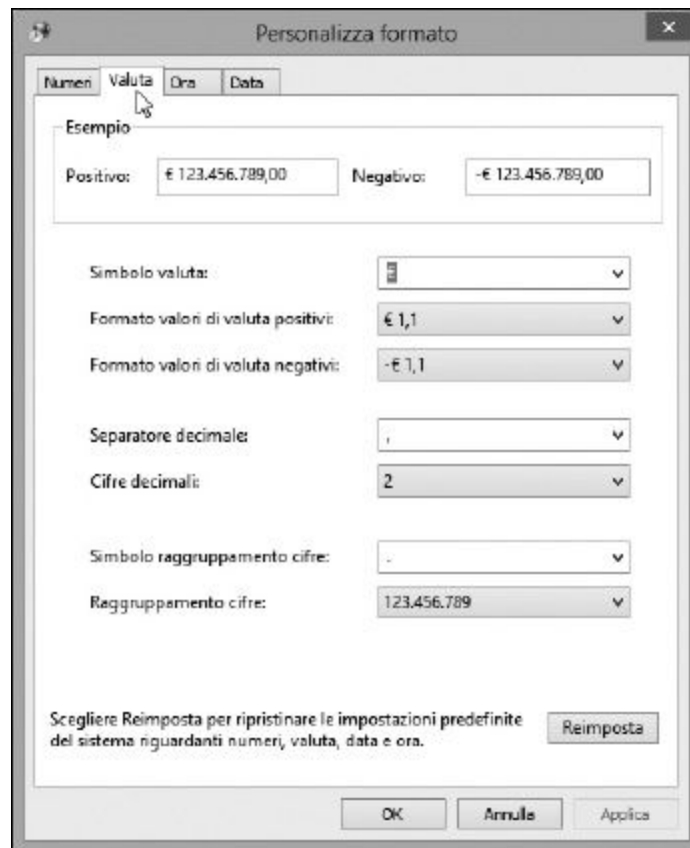 Personalizza formato
Numeri Valuta Ora Data
Esempio
Positivo: € 123.456.789,00 Negativo: -€ 123.456.789,00
Simbolo valuta: €
Formato valori di valuta positivi: € 1,1
Formato valori di valuta negativi: -€ 1,1
Separatore decimale: ,
Cifre decimali: 2
Simbolo raggruppamento cifre: .
Raggruppamento cifre: 123.456.789
Scegliere Reimposta per ripristinare le impostazioni predefinite
del sistema riguardanti numeri, valuta, data e ora. Reimposta
OK Annulla Applica